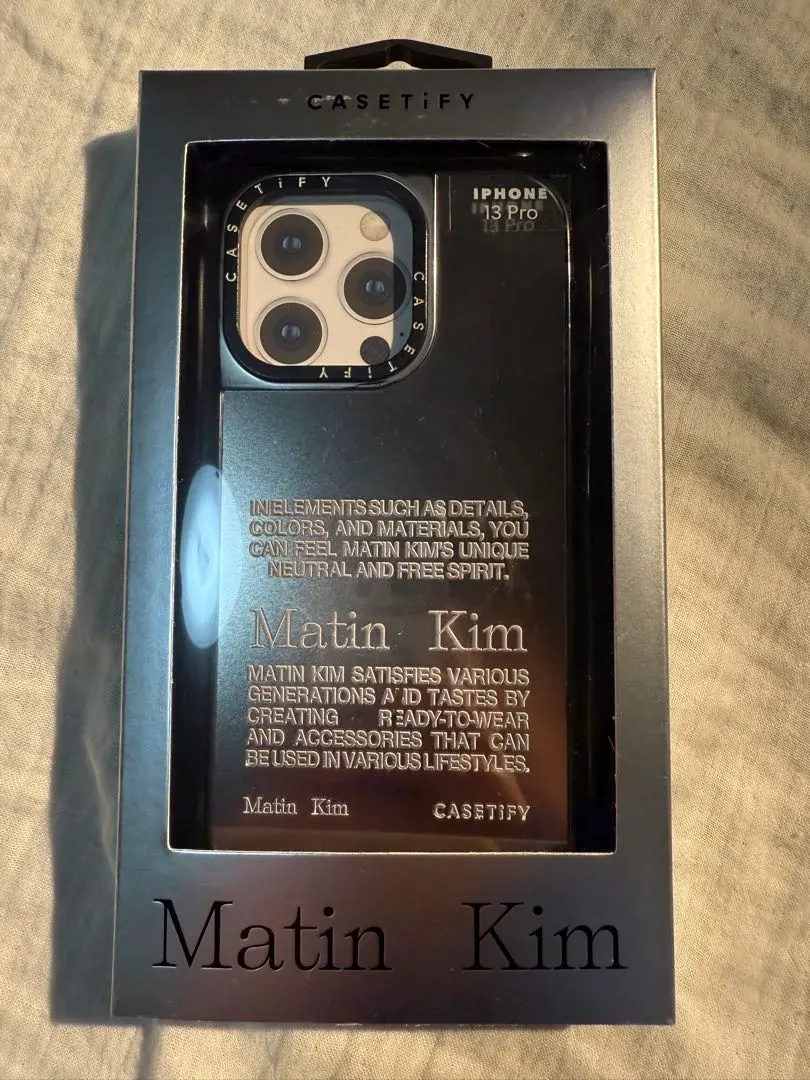 CASETiFY
CASETiFY
CASETiFY
CASETiFY
IPHONE
13 Pro
IN ELEMENTS SUCH AS DETAILS,
COLORS, AND MATERIALS, YOU
CAN FEEL MATIN KIM'S UNIQUE
NEUTRAL AND FREE SPIRIT.
Matin Kim
MATIN KIM SATISFIES VARIOUS
GENERATIONS AND TASTES BY
CREATING READY-TO-WEAR
AND ACCESSORIES THAT CAN
BE USED IN VARIOUS LIFESTYLES.
Matin Kim CASETiFY
Matin Kim